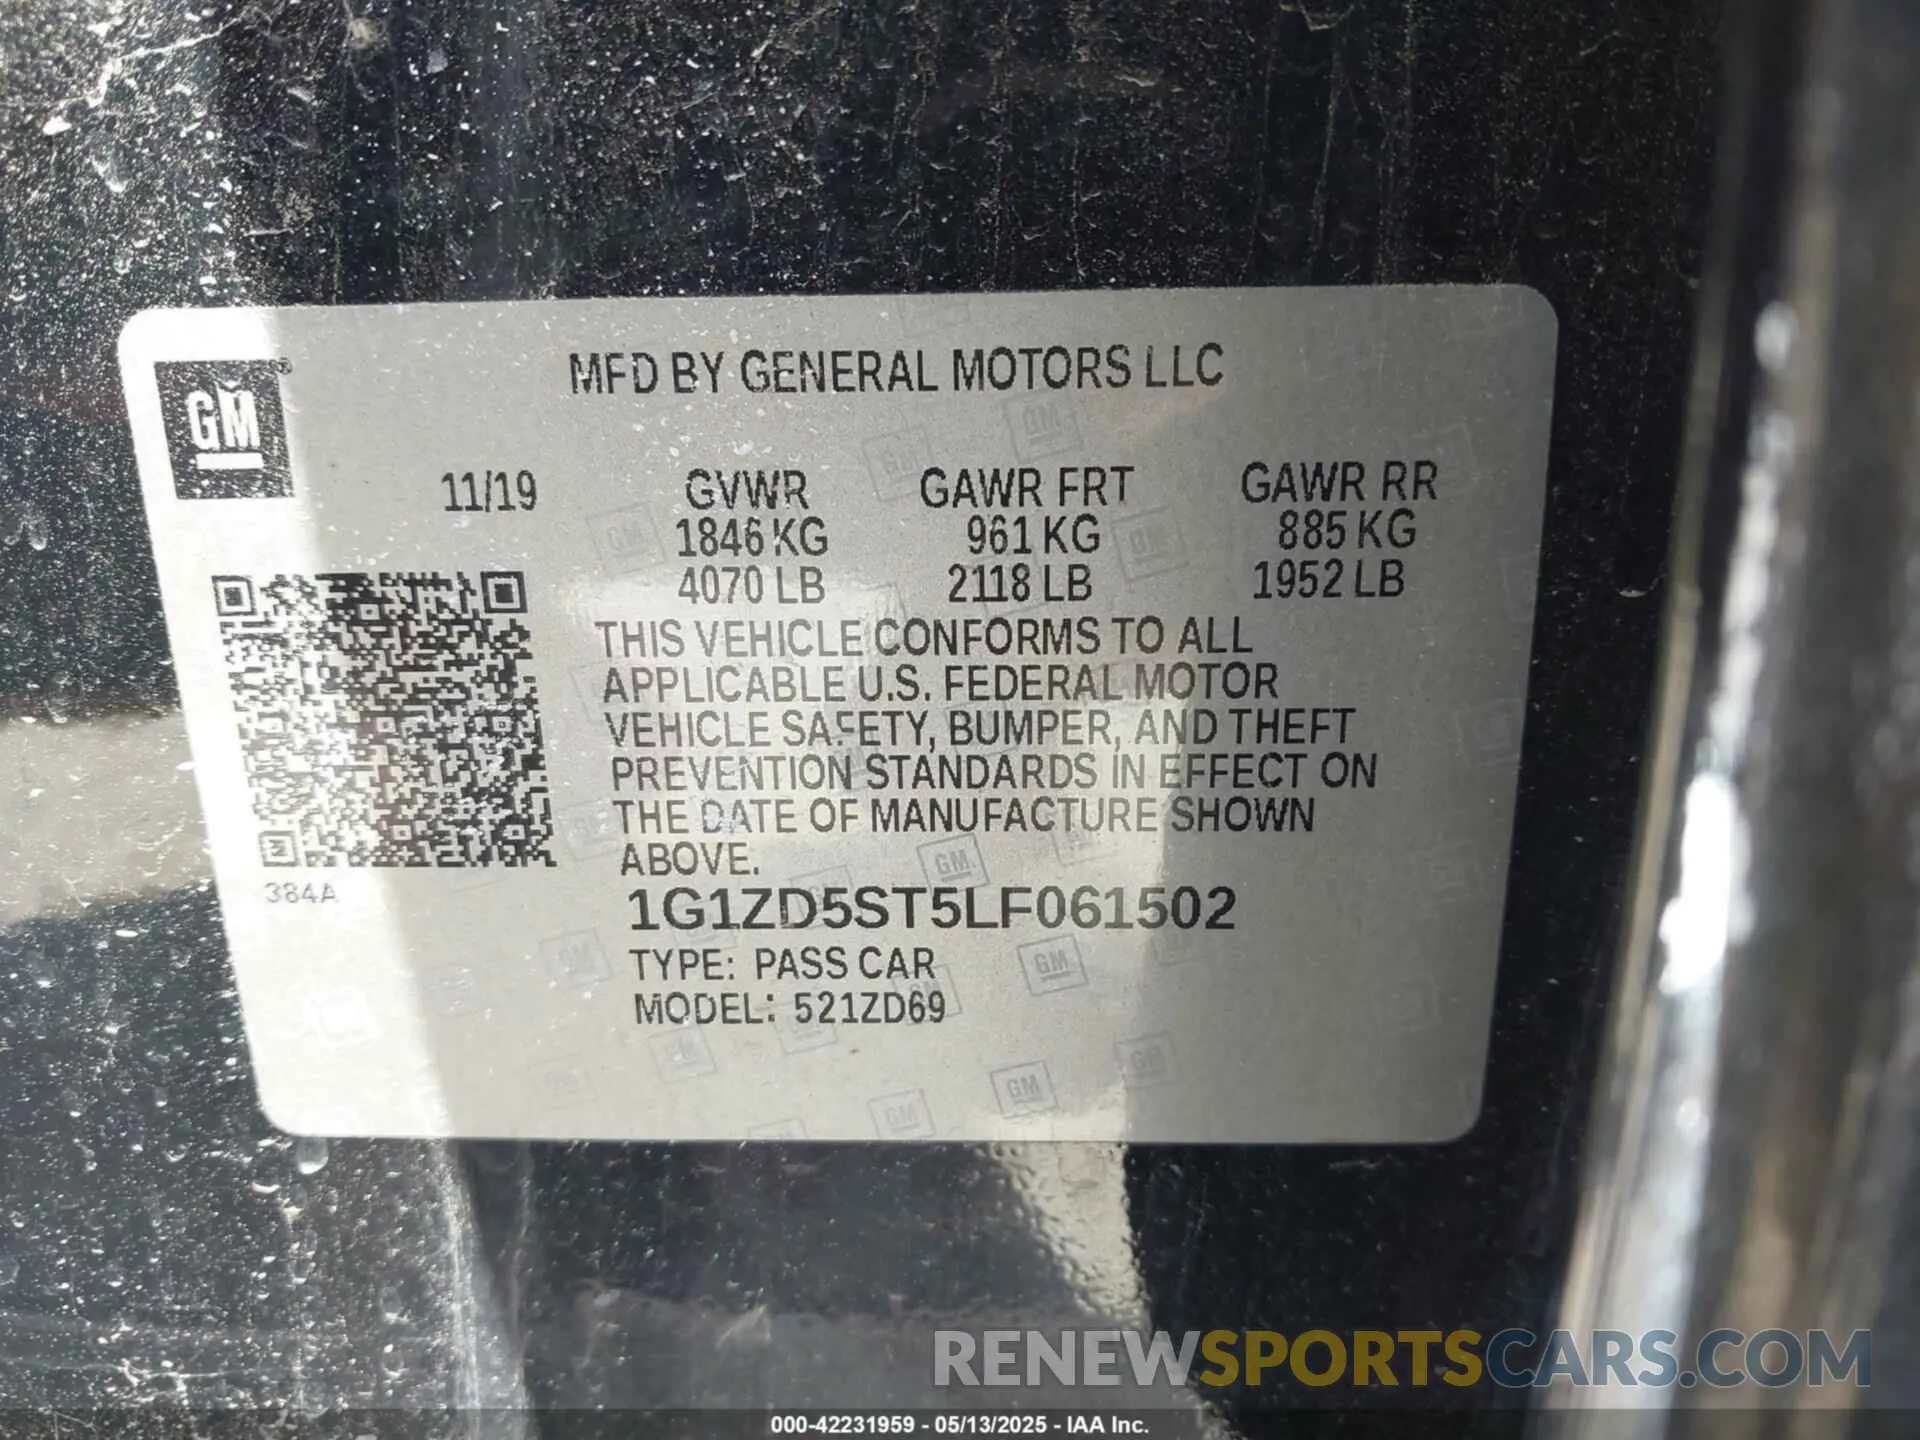 GM®
MFD BY GENERAL MOTORS LLC
11/19 GVWR GAWR FRT GAWR RR
1846 KG 961 KG 885 KG
4070 LB 2118 LB 1952 LB
THIS VEHICLE CONFORMS TO ALL
APPLICABLE U.S. FEDERAL MOTOR
VEHICLE SAFETY, BUMPER, AND THEFT
PREVENTION STANDARDS IN EFFECT ON
THE DATE OF MANUFACTURE SHOWN
ABOVE.
384A
1G1ZD5ST5LF061502
TYPE: PASS CAR
MODEL: 521ZD69
RENEWSPORTSCARS.COM
000-42231959 - 05/13/2025 - IAA Inc.